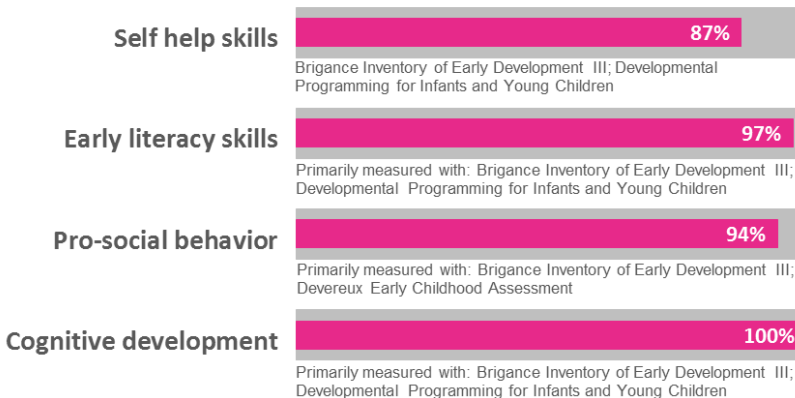 Self help skills
87%
Brigance Inventory of Early Development III; Developmental
Programming for Infants and Young Children
Early literacy skills
97%
Primarily measured with: Brigance Inventory of Early Development III;
Developmental Programming for Infants and Young Children
Pro-social behavior
94%
Primarily measured with: Brigance Inventory of Early Development III;
Devereux Early Childhood Assessment
Cognitive development
100%
Primarily measured with: Brigance Inventory of Early Development III;
Developmental Programming for Infants and Young Children